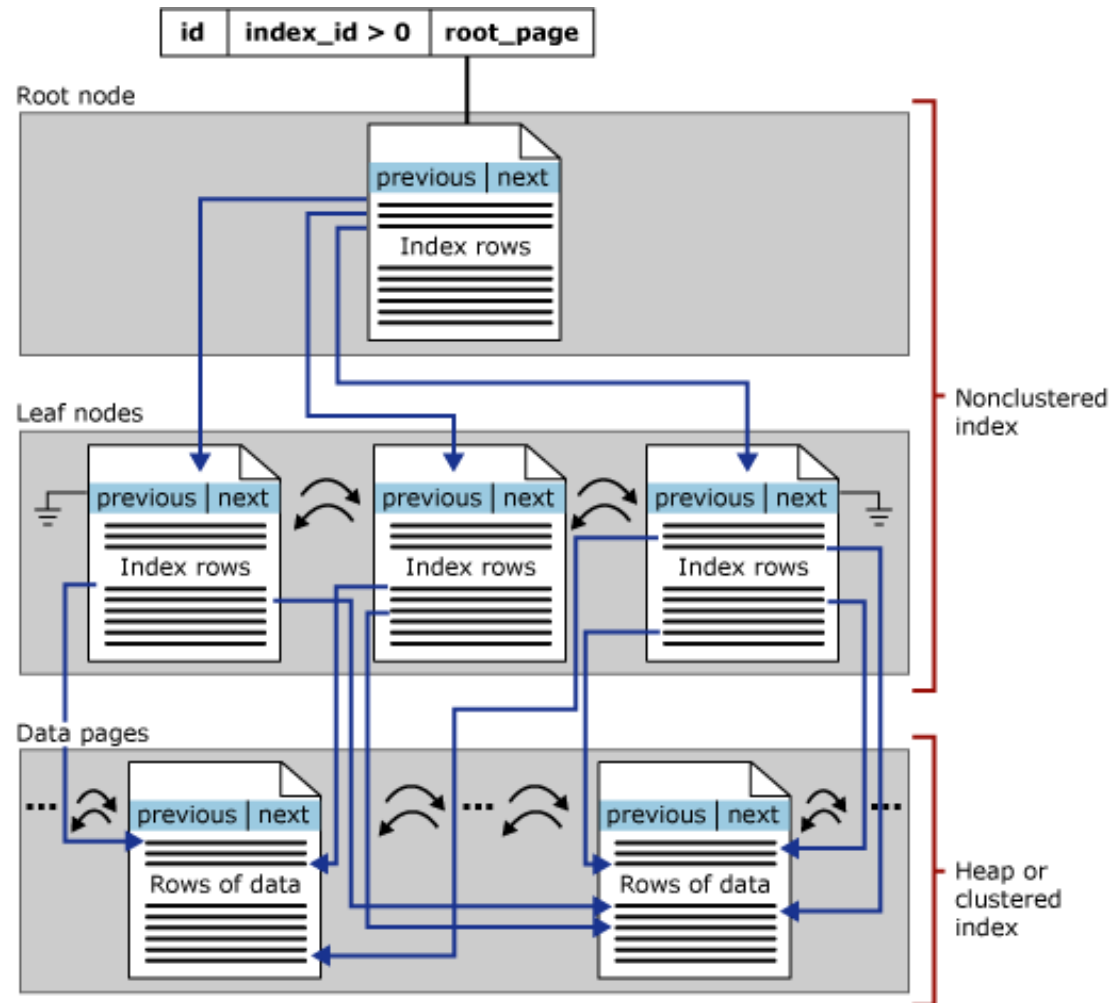 id index_id > 0 root_page
Root node
previous next
Index rows
Leaf nodes
Nonclustered
index
previous next previous next previous next
Index rows Index rows Index rows
Data pages
... previous next ... previous next ...
Rows of data Rows of data
Heap or
clustered
index